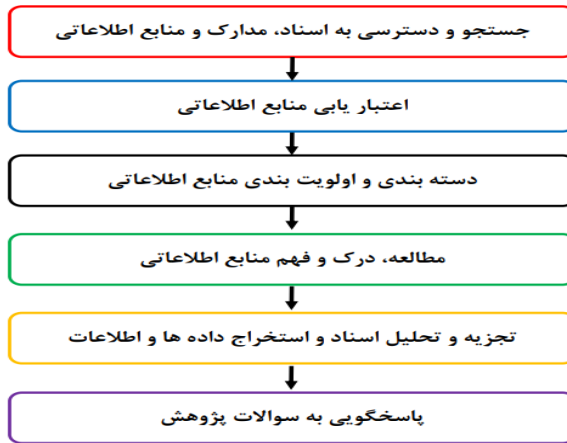 جستجو و دسترسی به اسناد، مدارک و منابع اطلاعاتی
اعتبار یابی منابع اطلاعاتی
دسته بندی و اولویت بندی منابع اطلاعاتی
مطالعه، درک و فهم منابع اطلاعاتی
تجزیه و تحلیل اسناد و استخراج داده ها و اطلاعات
پاسخگویی به سوالات پژوهش